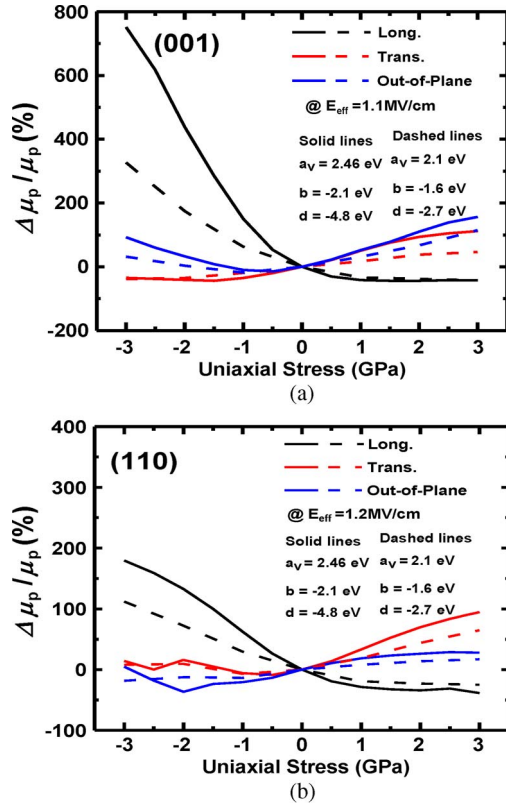 800
600
400
200
0
-200
Δμp/μp (%)
(001)
Long.
Trans.
Out-of-Plane
@ Eeff =1.1MV/cm
Solid lines Dashed lines
av = 2.46 eV av = 2.1 eV
b = -2.1 eV b = -1.6 eV
d = -4.8 eV d = -2.7 eV
-3 -2 -1 0 1 2 3
Uniaxial Stress (GPa)
(a)
400
300
200
100
0
-100
Δμp/μp (%)
(110)
Long.
Trans.
Out-of-Plane
@ Eeff =1.2MV/cm
Solid lines Dashed lines
av = 2.46 eV av = 2.1 eV
b = -2.1 eV b = -1.6 eV
d = -4.8 eV d = -2.7 eV
-3 -2 -1 0 1 2 3
Uniaxial Stress (GPa)
(b)